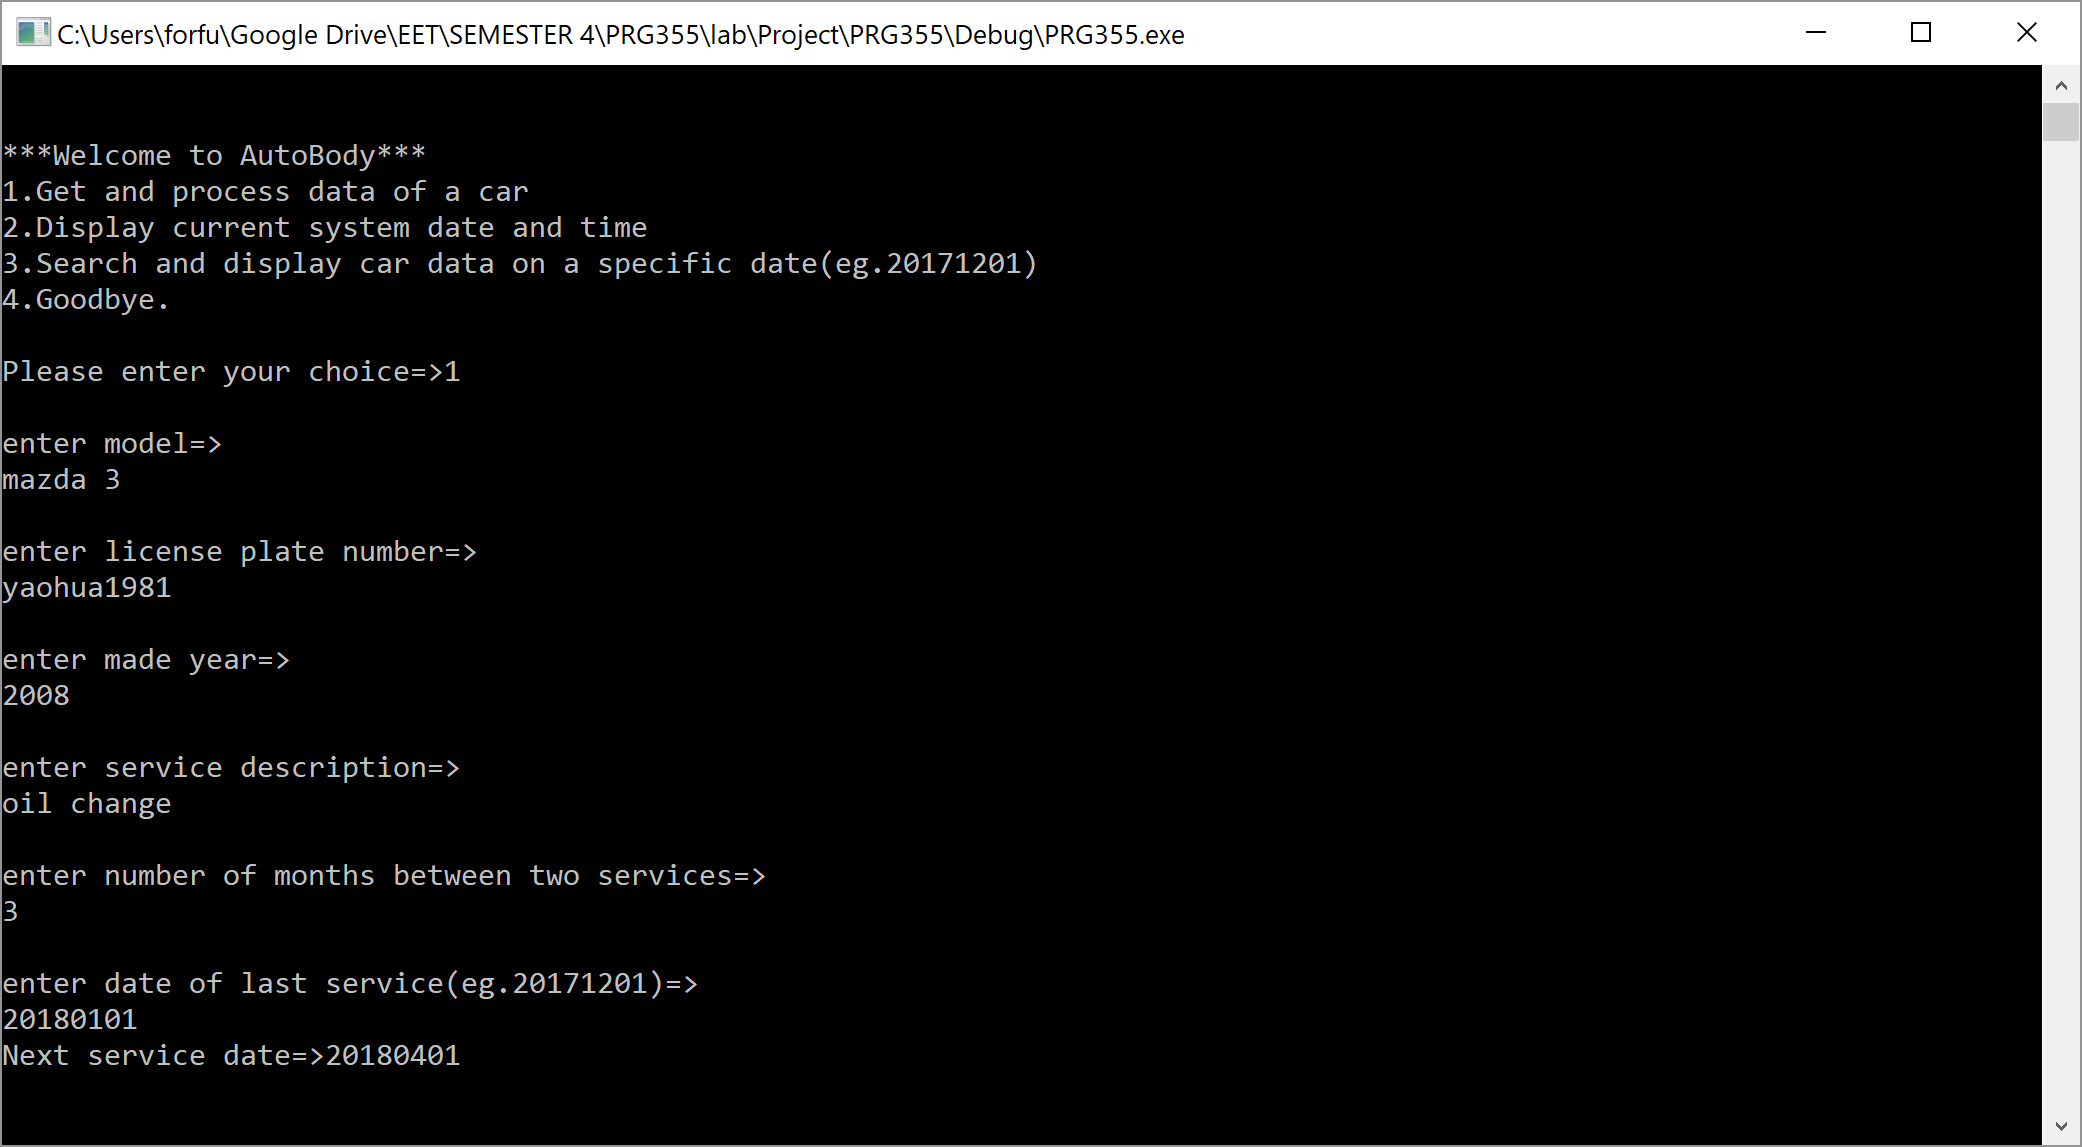 C:\Users\forfu\Google Drive\EET\SEMESTER 4\PRG355\lab\Project\PRG355\Debug\PRG355.exe
***Welcome to AutoBody***
1.Get and process data of a car
2.Display current system date and time
3.Search and display car data on a specific date(eg.20171201)
4.Goodbye.
Please enter your choice=>1
enter model=>
mazda 3
enter license plate number=>
yaohua1981
enter made year=>
2008
enter service description=>
oil change
enter number of months between two services=>
3
enter date of last service(eg.20171201)=>
20180101
Next service date=>20180401